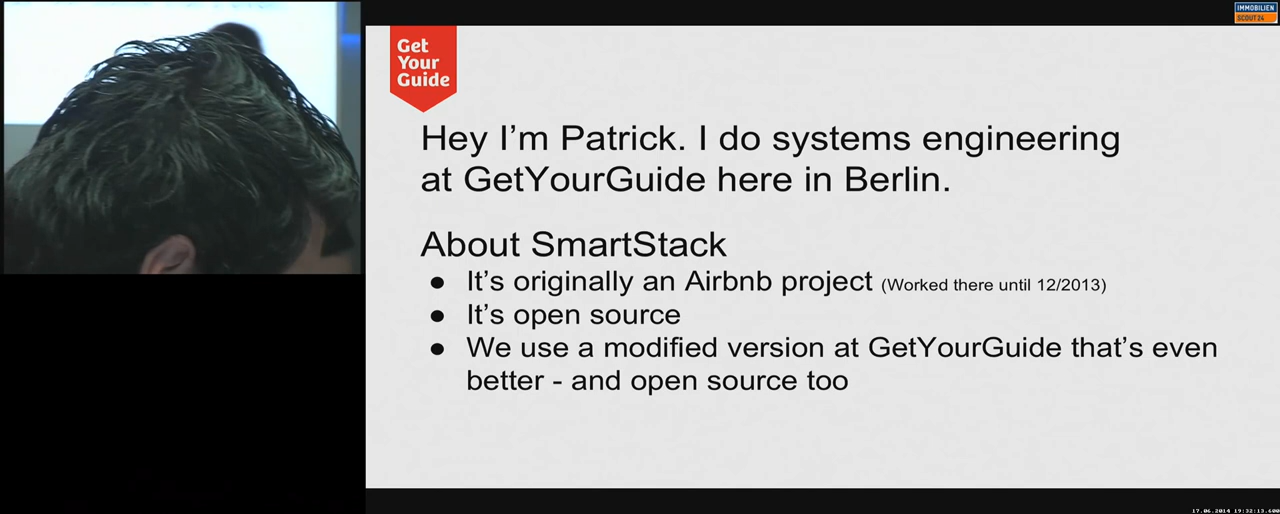 IMMOBILIEN
SCOUT24
Get
Your
Guide
Hey I'm Patrick. I do systems engineering
at GetYourGuide here in Berlin.
About SmartStack
● It's originally an Airbnb project (Worked there until 12/2013)
● It's open source
● We use a modified version at GetYourGuide that's even
better - and open source too
17.06.2014 19:32:13.600